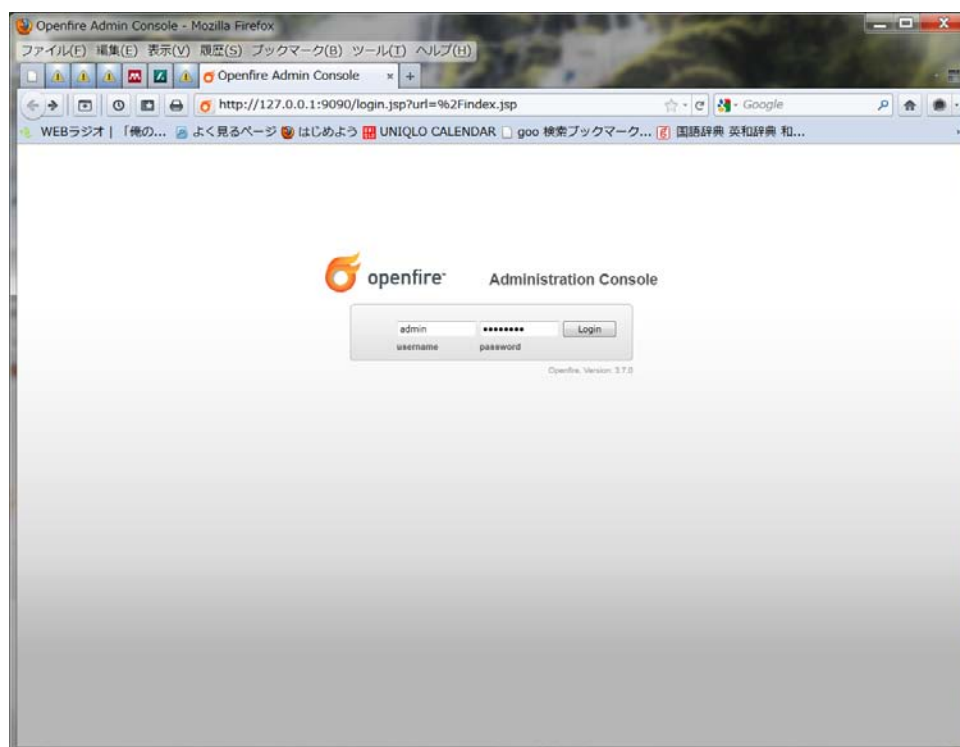 Openfire Admin Console - Mozilla Firefox
ファイル(F) 編集(E) 表示(V) 履歴(S) ブックマーク(B) ツール(T) ヘルプ(H)
Openfire Admin Console × +
http://127.0.0.1:9090/login.jsp?url=%2Findex.jsp Google
WEBラジオ | 「俺の... よく見るページ はじめよう UNIQLO CALENDAR goo 検索ブックマーク... 国語辞典 英和辞典 和...
openfire™ Administration Console
admin •••••••• Login
username password
Openfire, Version: 3.7.0